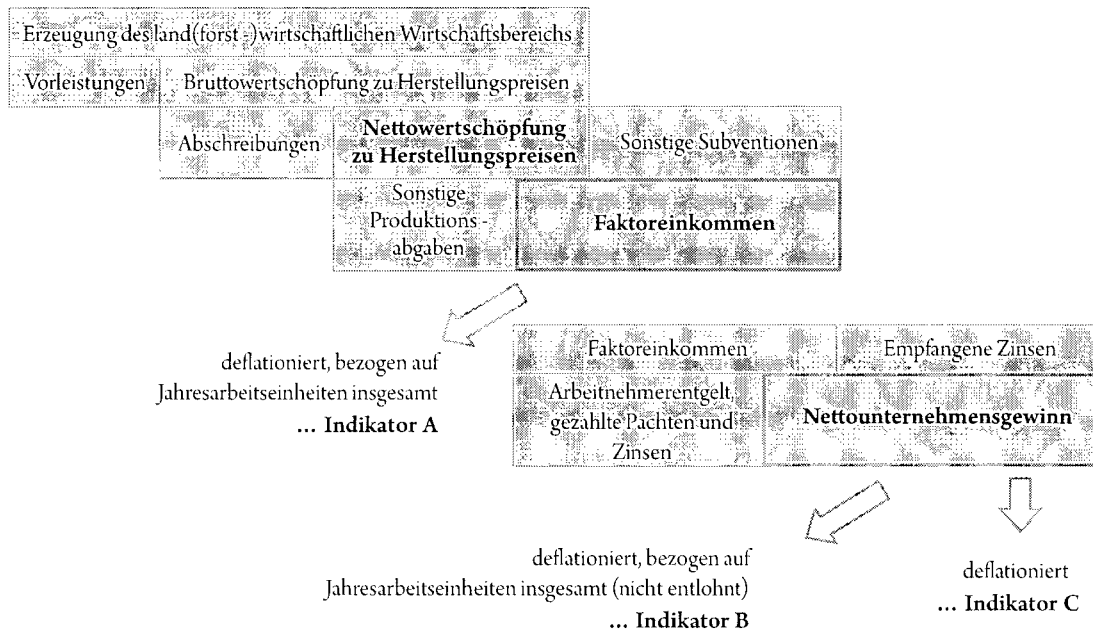 Erzeugung des land(forst -)wirtschaftlichen Wirtschaftsbereichs
Vorleistungen
Bruttowertschöpfung zu Herstellungspreisen
Abschreibungen
Nettowertschöpfung
zu Herstellungspreisen
Sonstige Subventionen
Sonstige
Produktions -
abgaben
Faktoreinkommen
deflationiert, bezogen auf
Jahresarbeitseinheiten insgesamt
... Indikator A
Faktoreinkommen
Empfangene Zinsen
Arbeitnehmerentgelt,
gezahlte Pachten und
Zinsen
Nettounternehmensgewinn
deflationiert, bezogen auf
Jahresarbeitseinheiten insgesamt (nicht entlohnt)
... Indikator B
deflationiert
... Indikator C